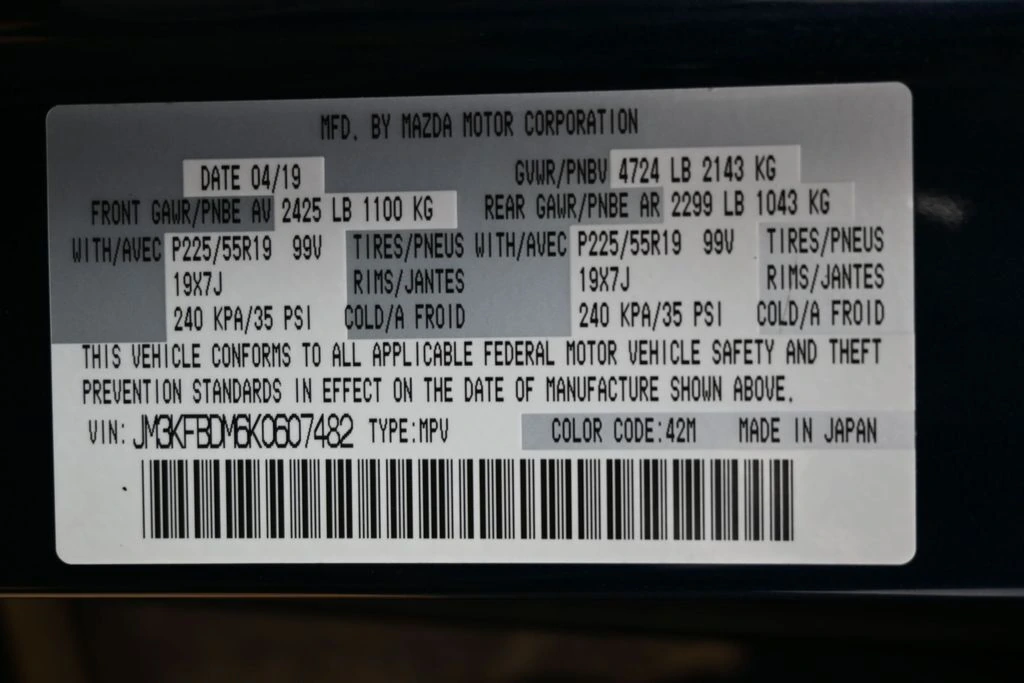 MFD. BY MAZDA MOTOR CORPORATION
DATE 04/19 GVWR/PNBV 4724 LB 2143 KG
FRONT GAWR/PNBE AV 2425 LB 1100 KG REAR GAWR/PNBE AR 2299 LB 1043 KG
WITH/AVEC P225/55R19 99V TIRES/PNEUS WITH/AVEC P225/55R19 99V TIRES/PNEUS
19X7J RIMS/JANTES 19X7J RIMS/JANTES
240 KPA/35 PSI COLD/A FROID 240 KPA/35 PSI COLD/A FROID
THIS VEHICLE CONFORMS TO ALL APPLICABLE FEDERAL MOTOR VEHICLE SAFETY AND THEFT
PREVENTION STANDARDS IN EFFECT ON THE DATE OF MANUFACTURE SHOWN ABOVE.
VIN: JM3KFBDM6K0607482 TYPE:MPV COLOR CODE:42M MADE IN JAPAN